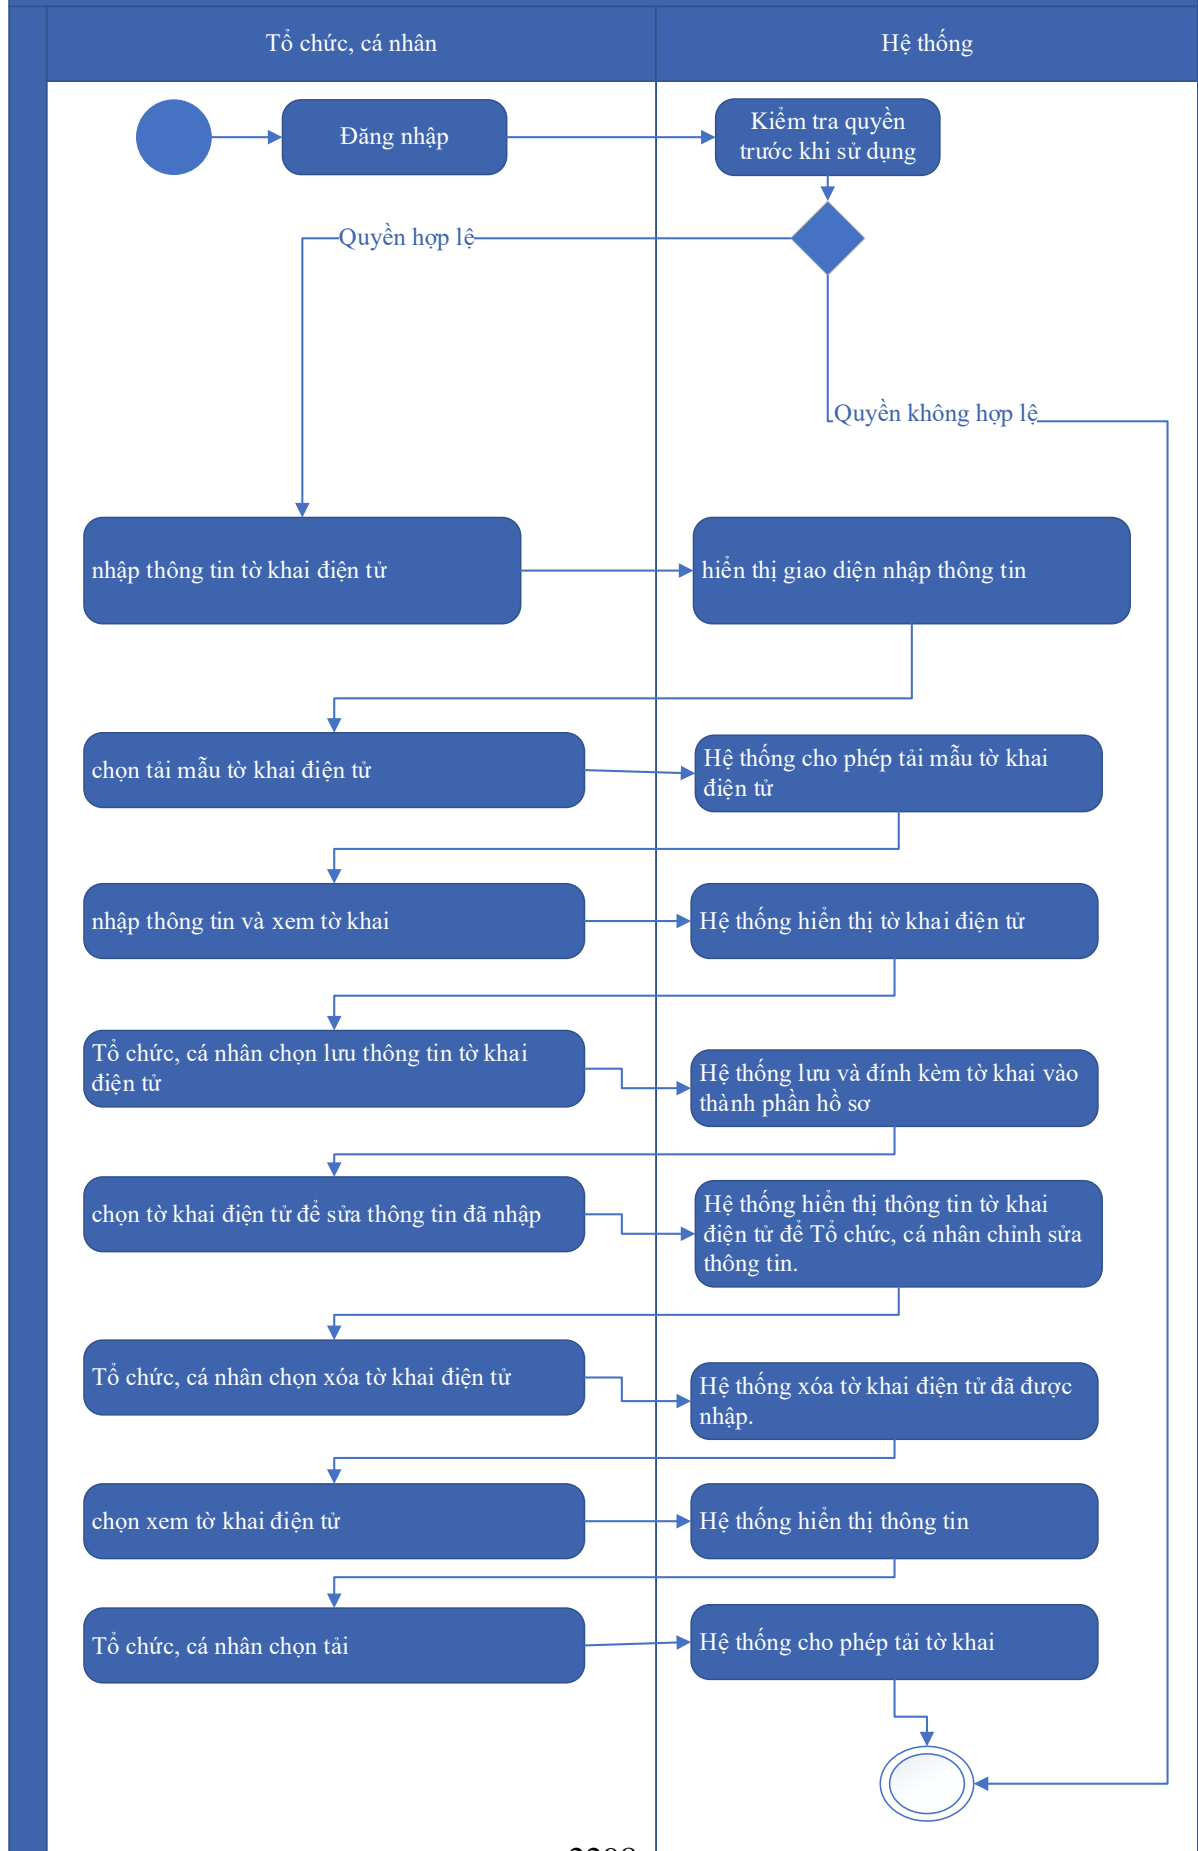 Tổ chức, cá nhân
Hệ thống
Đăng nhập
Kiểm tra quyền
trước khi sử dụng
Quyền hợp lệ
Quyền không hợp lệ
nhập thông tin tờ khai điện tử
hiển thị giao diện nhập thông tin
chọn tải mẫu tờ khai điện tử
Hệ thống cho phép tải mẫu tờ khai
điện tử
nhập thông tin và xem tờ khai
Hệ thống hiển thị tờ khai điện tử
Tổ chức, cá nhân chọn lưu thông tin tờ khai
điện tử
Hệ thống lưu và đính kèm tờ khai vào
thành phần hồ sơ
chọn tờ khai điện tử để sửa thông tin đã nhập
Hệ thống hiển thị thông tin tờ khai
điện tử để Tổ chức, cá nhân chỉnh sửa
thông tin.
Tổ chức, cá nhân chọn xóa tờ khai điện tử
Hệ thống xóa tờ khai điện tử đã được
nhập.
chọn xem tờ khai điện tử
Hệ thống hiển thị thông tin
Tổ chức, cá nhân chọn tải
Hệ thống cho phép tải tờ khai